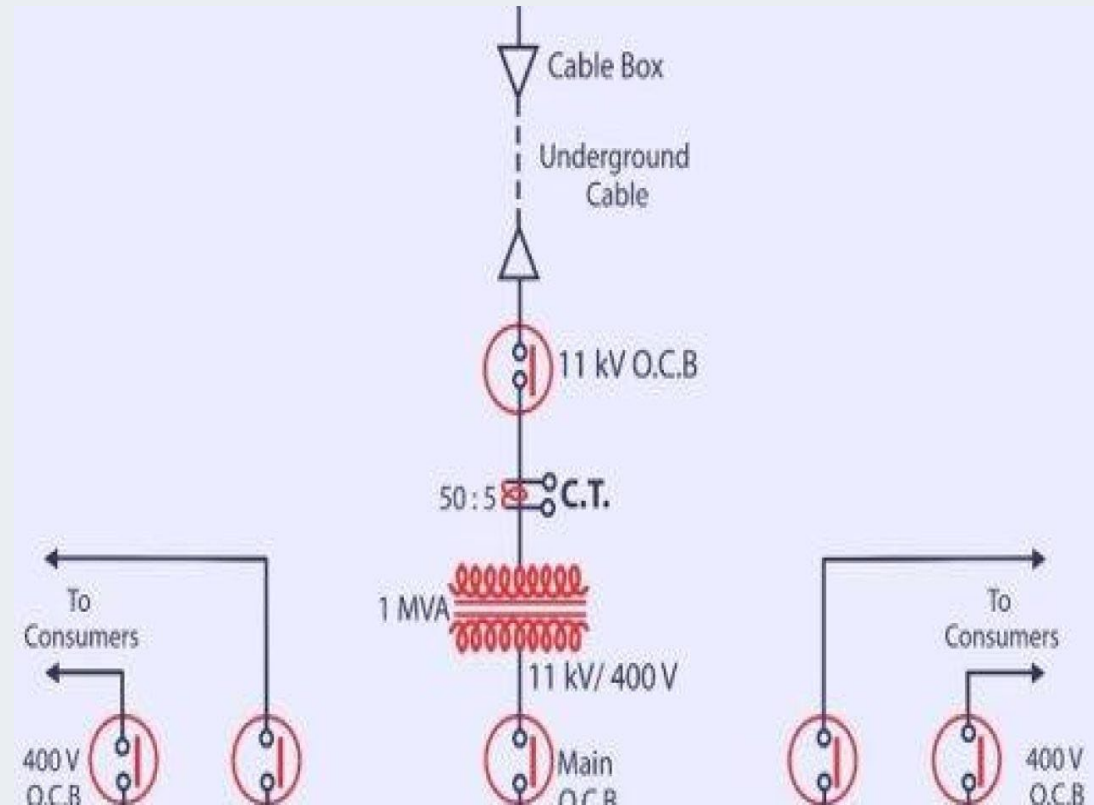 Cable Box
Underground
Cable
11 kV O.C.B
50 : 5
C.T.
To
Consumers
1 MVA
To
Consumers
11 kV/ 400 V
400 V
O.C.B
Main
O.C.B
400 V
O.C.B